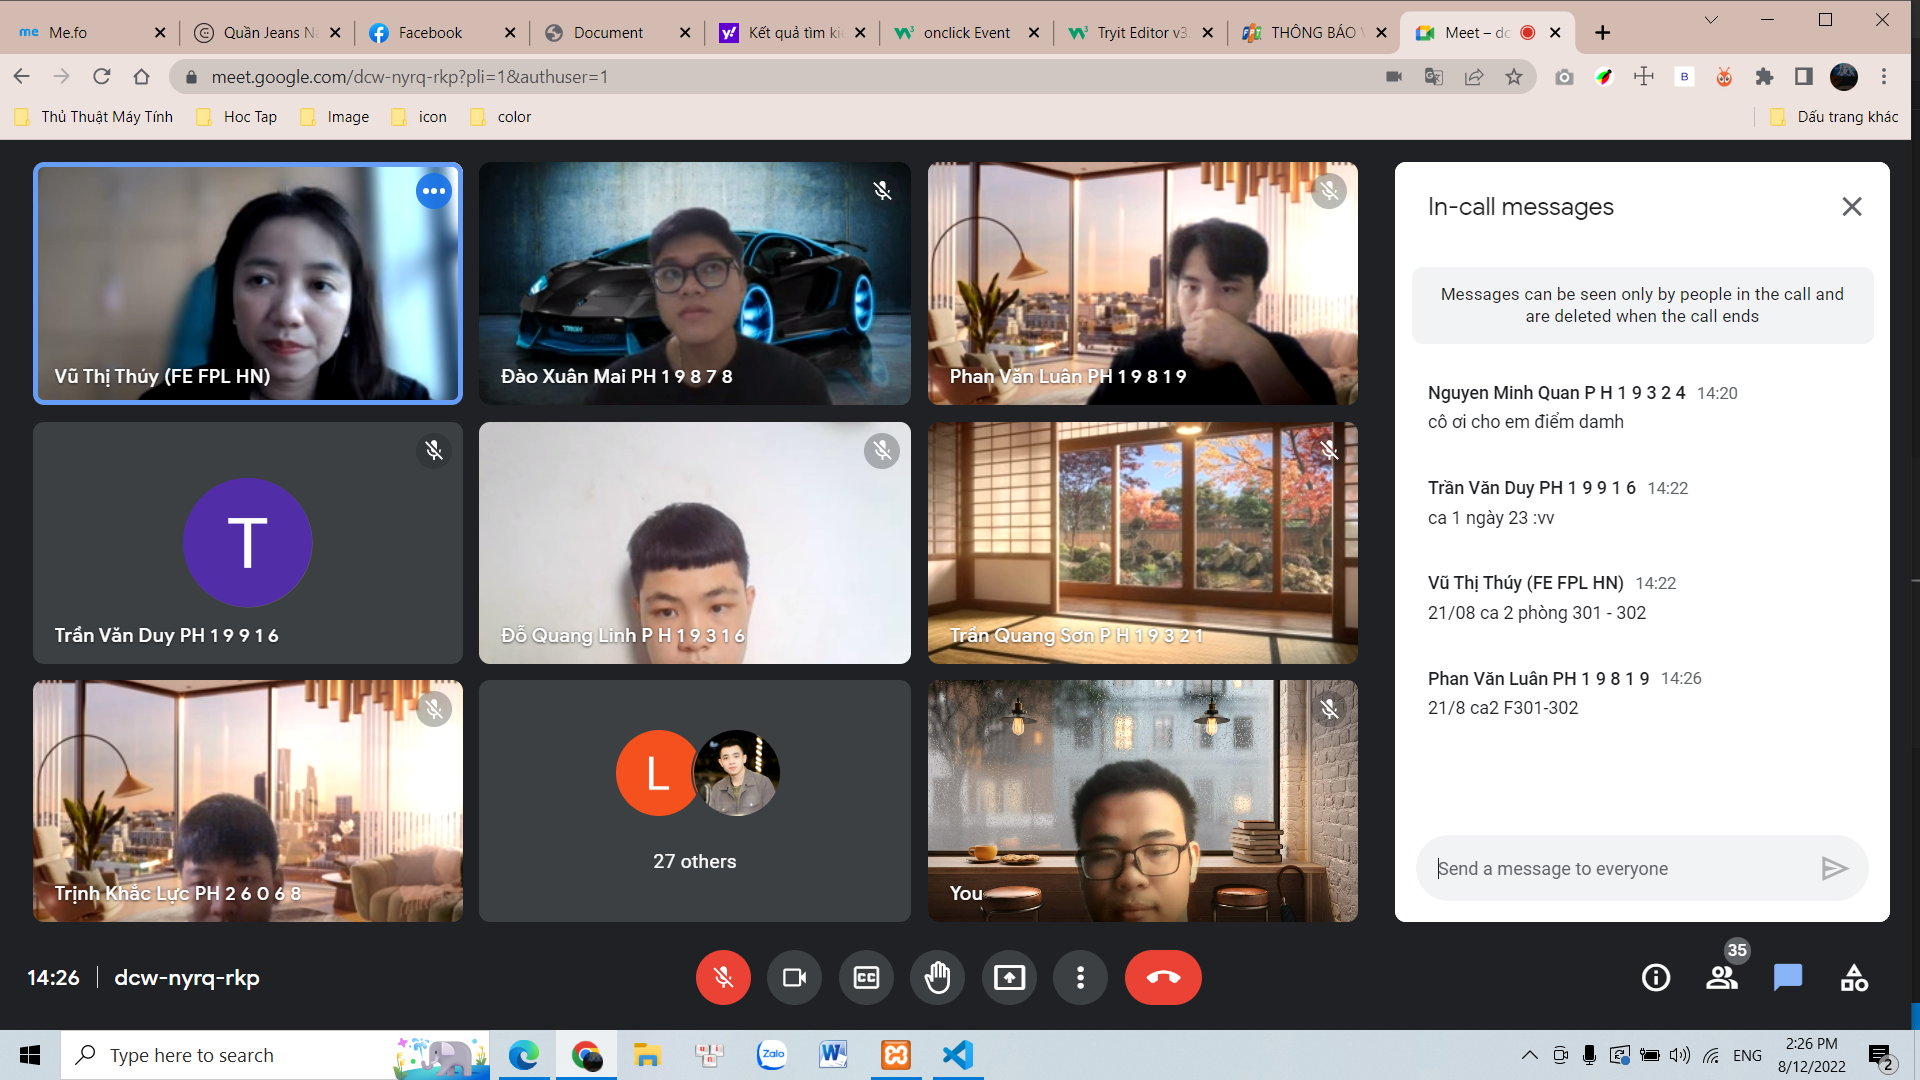 Me.fo
Quần Jeans Na
Facebook
Document
Kết quả tìm kiế
onclick Event
Tryit Editor v3.
THÔNG BÁO V
Meet – dc
meet.google.com/dcw-nyrq-rkp?pli=1&authuser=1
Thủ Thuật Máy Tính
Hoc Tap
Image
icon
color
Dấu trang khác
Vũ Thị Thúy (FE FPL HN)
Đào Xuân Mai PH 1 9 8 7 8
Phan Văn Luân PH 1 9 8 1 9
T
Trần Văn Duy PH 1 9 9 1 6
Đỗ Quang Linh P H 1 9 3 1 6
Trần Quang Sơn P H 1 9 3 2 1
Trịnh Khắc Lực PH 2 6 0 6 8
L
27 others
You
In-call messages
Messages can be seen only by people in the call and
are deleted when the call ends
Nguyen Minh Quan P H 1 9 3 2 4 14:20
cô ơi cho em điểm damh
Trần Văn Duy PH 1 9 9 1 6 14:22
ca 1 ngày 23 :vv
Vũ Thị Thúy (FE FPL HN) 14:22
21/08 ca 2 phòng 301 - 302
Phan Văn Luân PH 1 9 8 1 9 14:26
21/8 ca2 F301-302
Send a message to everyone
14:26
dcw-nyrq-rkp
CC
35
Type here to search
Zalo
ENG
2:26 PM
8/12/2022
2